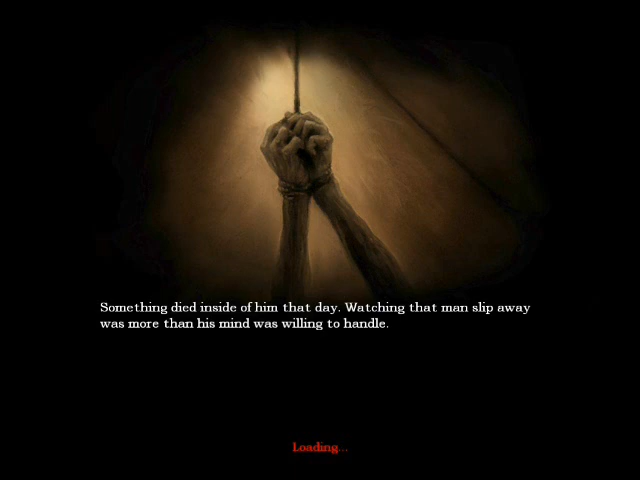 Something died inside of him that day. Watching that man slip away
was more than his mind was willing to handle.
Loading...